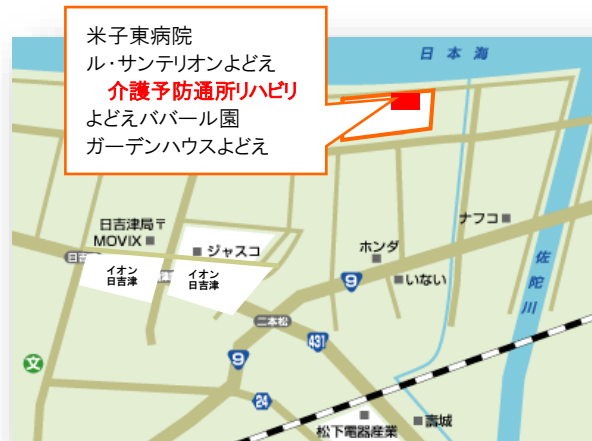 米子東病院
ル・サンテリオンよどえ
介護予防通所リハビリ
よどえババール園
ガーデンハウスよどえ
日本海
日吉津局〒
MOVIX
ジャスコ
ナフコ
ホンダ
いない
イオン
日吉津
イオン
日吉津
9
佐陀川
二本松
431
9
文
24
松下電器産業
壽城